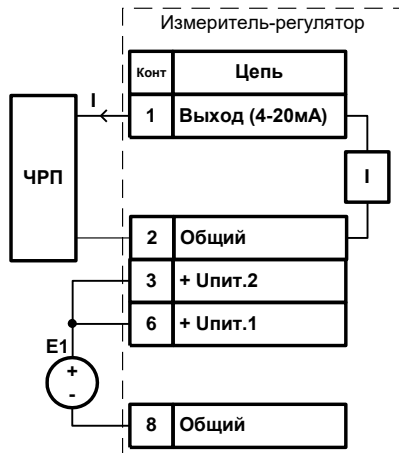 Измеритель-регулятор
Конт Цепь
I
1 Выход (4-20мА)
ЧРП
I
2 Общий
3 + Uпит.2
6 + Uпит.1
E1
+
-
8 Общий